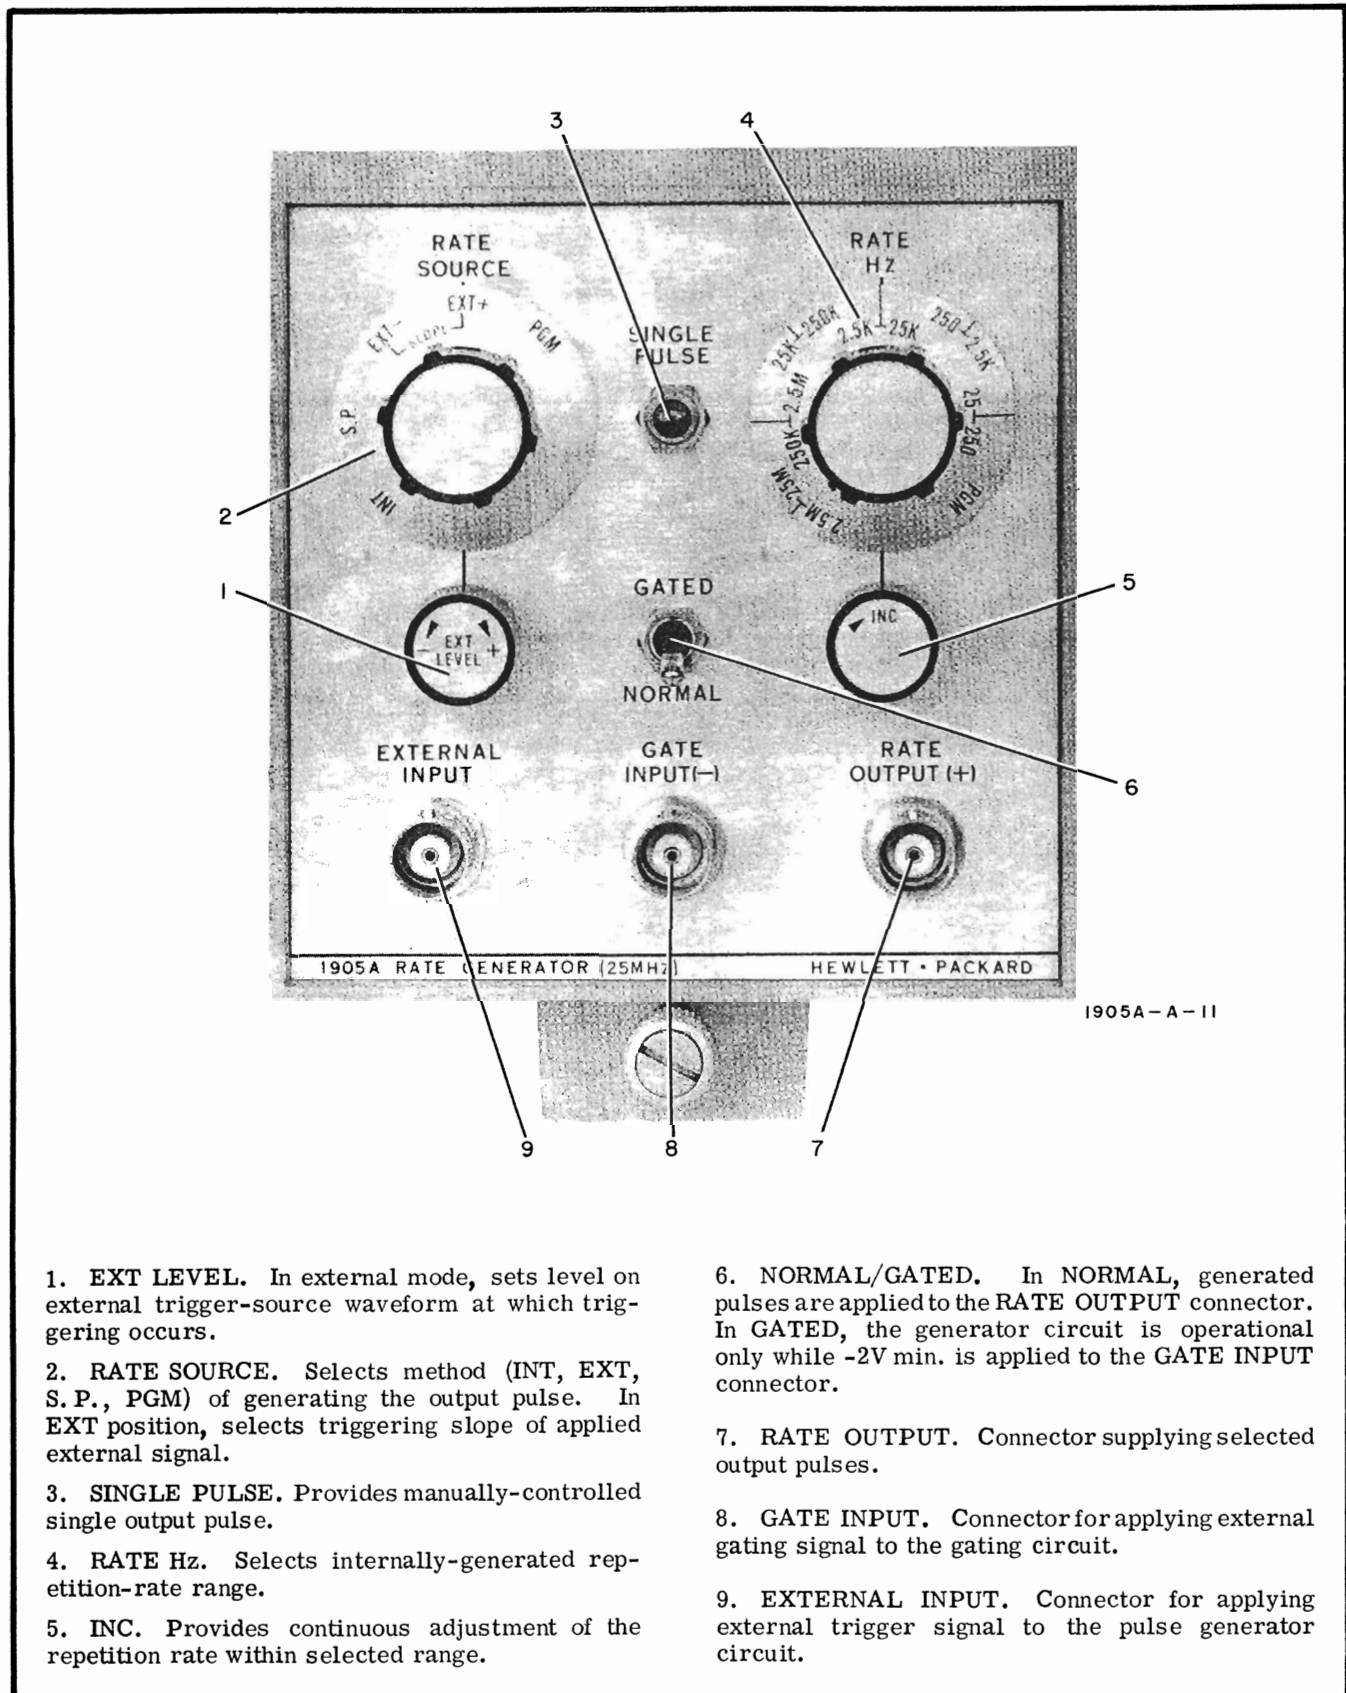 3
4
RATE
SOURCE
EXT+
EXT-
SCOPE
PGM
S.P.
INT
SINGLE
PULSE
RATE
HZ
2.5K 25K
250 2.5K
25 250
PGM
2.5M 25M
250K 2.5M
25K 250K
2
1
EXT
- LEVEL +
GATED
NORMAL
INC
5
6
EXTERNAL
INPUT
GATE
INPUT(-)
RATE
OUTPUT (+)
1905A RATE GENERATOR (25MHz)
HEWLETT • PACKARD
1905A-A-11
9
8
7
1. EXT LEVEL. In external mode, sets level on
external trigger-source waveform at which trig-
gering occurs.
2. RATE SOURCE. Selects method (INT, EXT,
S.P., PGM) of generating the output pulse. In
EXT position, selects triggering slope of applied
external signal.
3. SINGLE PULSE. Provides manually-controlled
single output pulse.
4. RATE Hz. Selects internally-generated rep-
etition-rate range.
5. INC. Provides continuous adjustment of the
repetition rate within selected range.
6. NORMAL/GATED. In NORMAL, generated
pulses are applied to the RATE OUTPUT connector.
In GATED, the generator circuit is operational
only while -2V min. is applied to the GATE INPUT
connector.
7. RATE OUTPUT. Connector supplying selected
output pulses.
8. GATE INPUT. Connector for applying external
gating signal to the gating circuit.
9. EXTERNAL INPUT. Connector for applying
external trigger signal to the pulse generator
circuit.